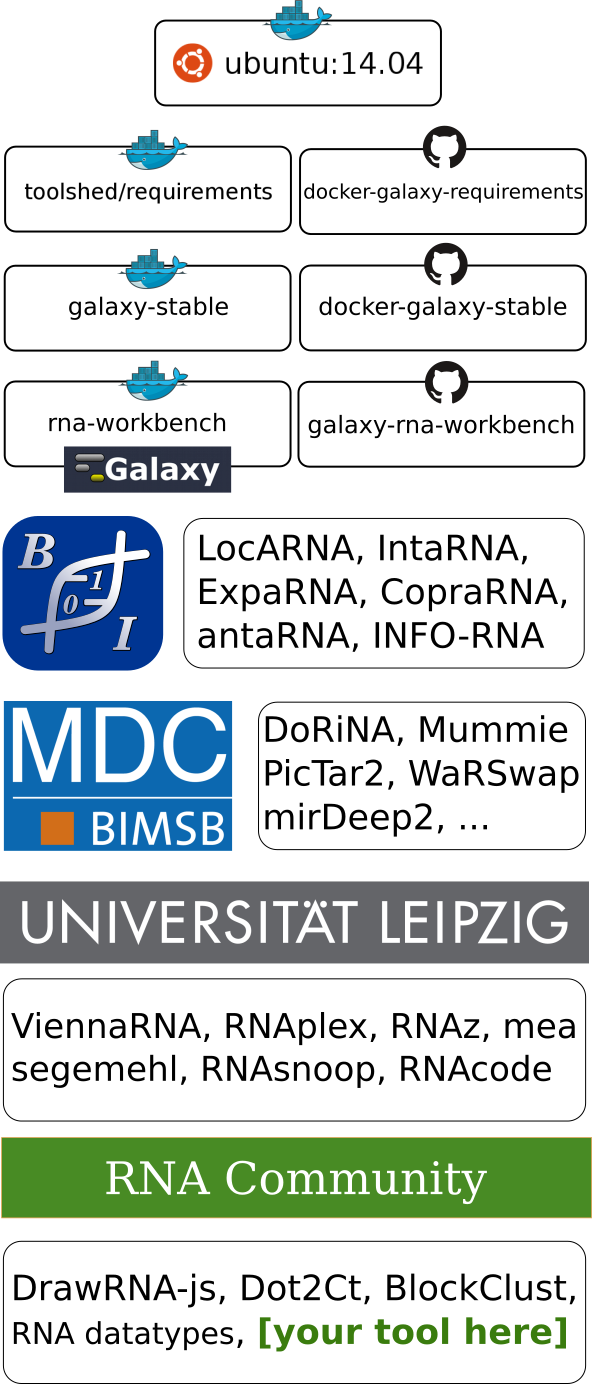 ubuntu:14.04
toolshed/requirements
docker-galaxy-requirements
galaxy-stable
docker-galaxy-stable
rna-workbench
galaxy-rna-workbench
Galaxy
B
1
0
I
LocARNA, IntaRNA,
ExpaRNA, CopraRNA,
antaRNA, INFO-RNA
MDC
BIMSB
DoRiNA, Mummie
PicTar2, WaRSwap
mirDeep2, ...
UNIVERSITÄT LEIPZIG
ViennaRNA, RNAplex, RNAz, mea
segemehl, RNAsnoop, RNAcode
RNA Community
DrawRNA-js, Dot2Ct, BlockClust,
RNA datatypes, [your tool here]